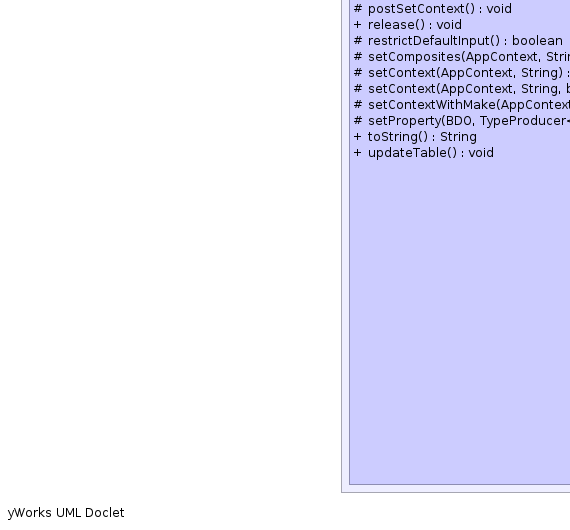 # postSetContext() : void
+ release() : void
# restrictDefaultInput() : boolean
# setComposites(AppContext,
# setContext(AppContext, String) :
# setContext(AppContext, String,
# setContextWithMake(AppContext
# setProperty(BDO, TypeProducer<
+ toString() : String
+ updateTable() : void
yWorks UML Doclet